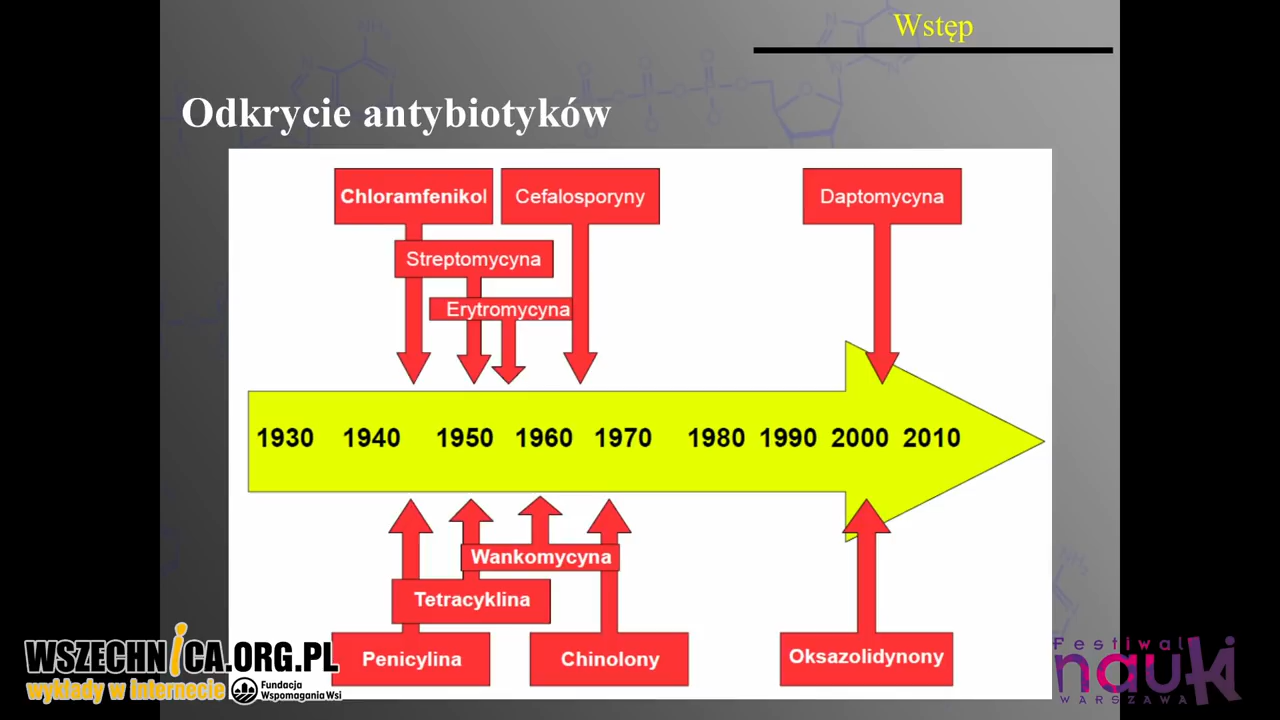 Wstęp
Odkrycie antybiotyków
Chloramfenikol
Cefalosporyny
Daptomycyna
Streptomycyna
Erytromycyna
1930 1940 1950 1960 1970 1980 1990 2000 2010
Wankomycyna
Tetracyklina
Penicylina
Chinolony
Oksazolidynony
WSZECHNICA.ORG.PL
wykłady w internecie
Fundacja
Wspomagania Wsi
Festiwal
nauki
WARSZAWA